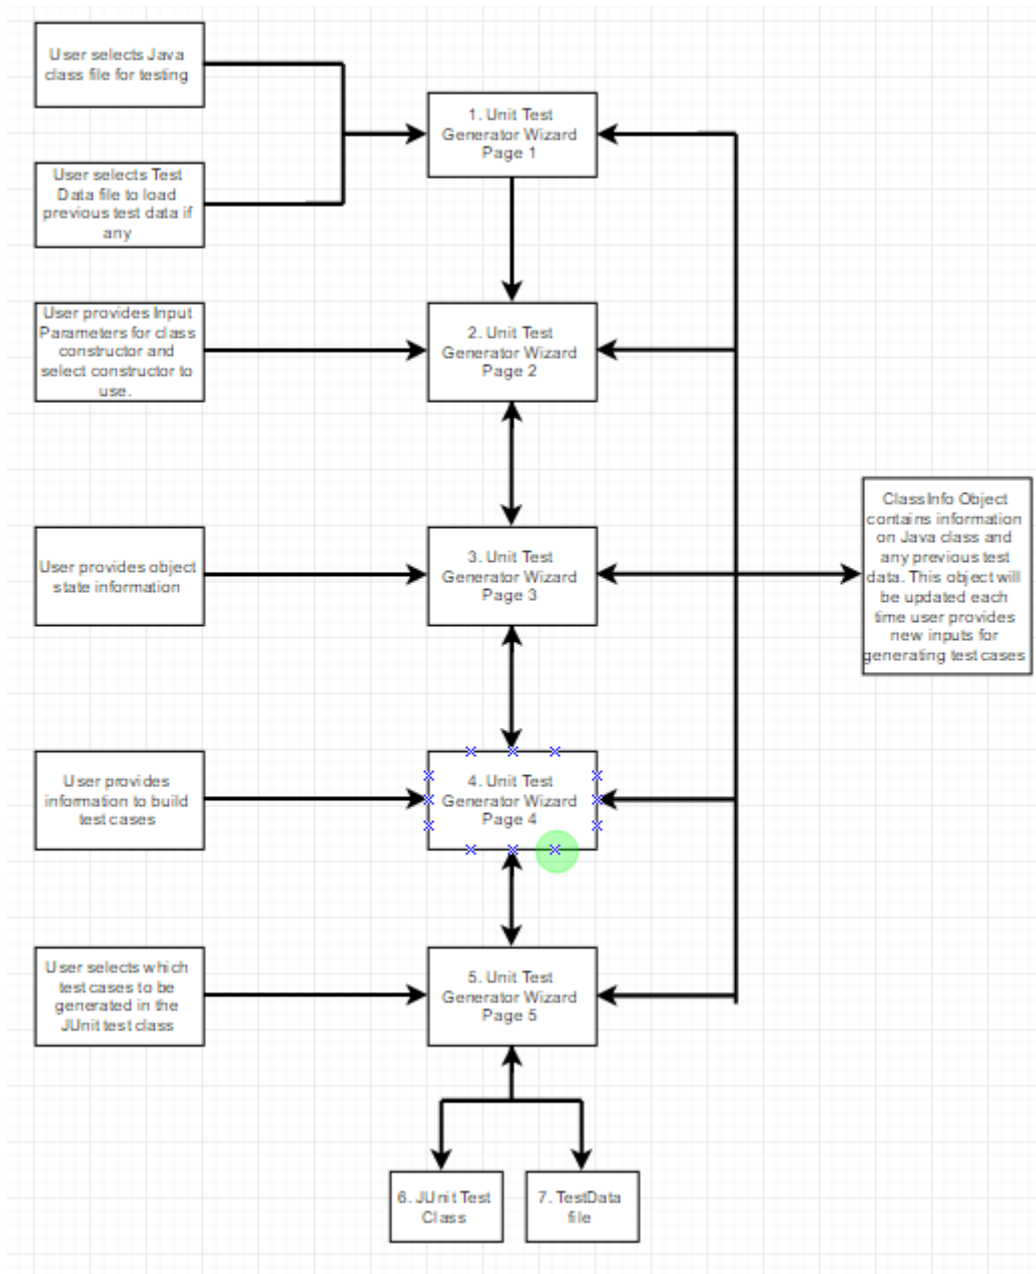 User selects Java
class file for testing
1. Unit Test
Generator Wizard
Page 1
User selects Test
Data file to load
previous test data if
any
User provides Input
Parameters for class
constructor and
select constructor to
use.
2. Unit Test
Generator Wizard
Page 2
ClassInfo Object
contains information
on Java class and
any previous test
data. This object will
be updated each
time user provides
new inputs for
generating test cases
User provides object
state information
3. Unit Test
Generator Wizard
Page 3
User provides
information to build
test cases
4. Unit Test
Generator Wizard
Page 4
User selects which
test cases to be
generated in the
JUnit test class
5. Unit Test
Generator Wizard
Page 5
6. JUnit Test
Class
7. TestData
file